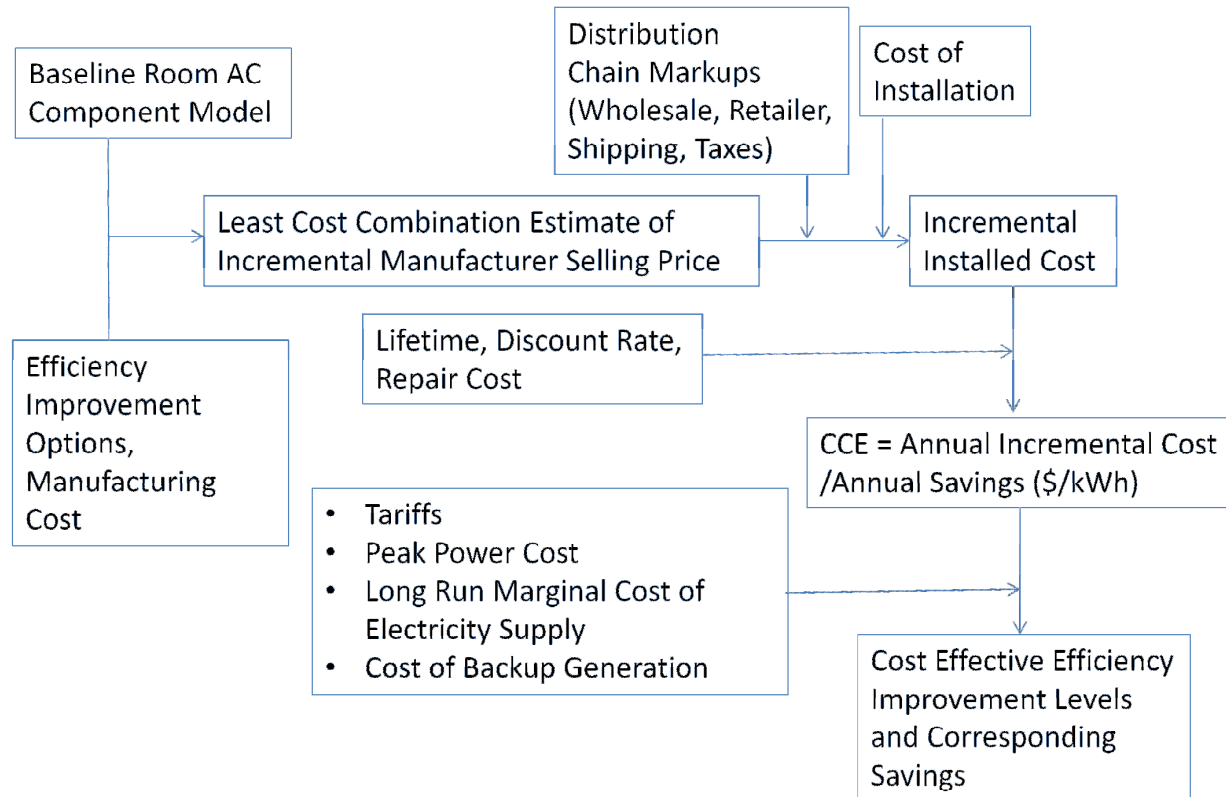 Baseline Room AC
Component Model
Distribution
Chain Markups
(Wholesale, Retailer,
Shipping, Taxes)
Cost of
Installation
Least Cost Combination Estimate of
Incremental Manufacturer Selling Price
Incremental
Installed Cost
Efficiency
Improvement
Options,
Manufacturing
Cost
Lifetime, Discount Rate,
Repair Cost
CCE = Annual Incremental Cost
/Annual Savings ($/kWh)
• Tariffs
• Peak Power Cost
• Long Run Marginal Cost of
Electricity Supply
• Cost of Backup Generation
Cost Effective Efficiency
Improvement Levels
and Corresponding
Savings